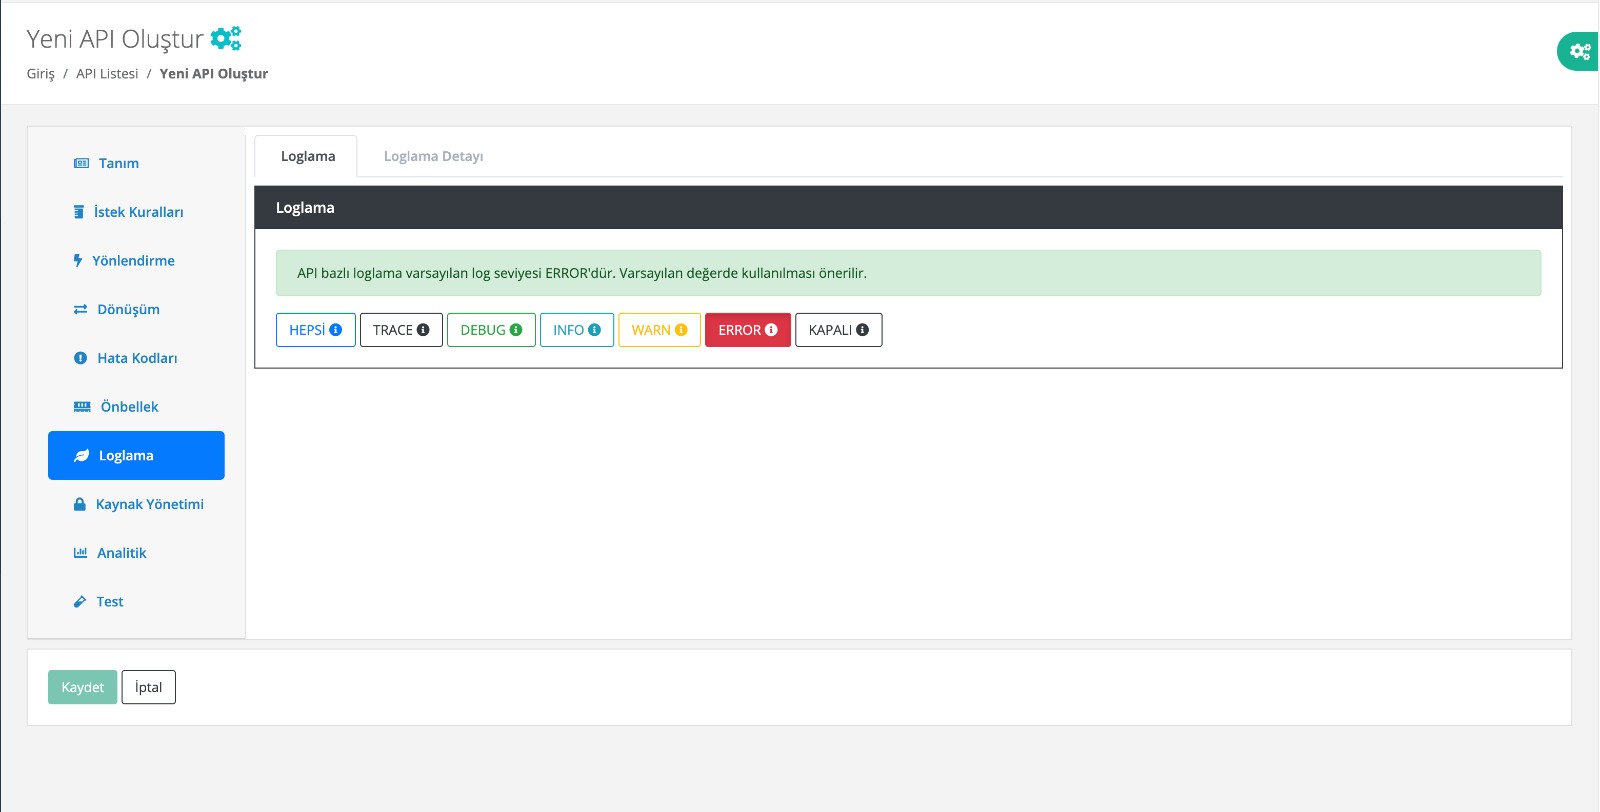 Yeni API Oluştur
Giriş / API Listesi / Yeni API Oluştur
Tanım
İstek Kuralları
Yönlendirme
Dönüşüm
Hata Kodları
Önbellek
Loglama
Kaynak Yönetimi
Analitik
Test
Loglama Loglama Detayı
Loglama
API bazlı loglama varsayılan log seviyesi ERROR'dür. Varsayılan değerde kullanılması önerilir.
HEPSİ TRACE DEBUG INFO WARN ERROR KAPALI
Kaydet İptal